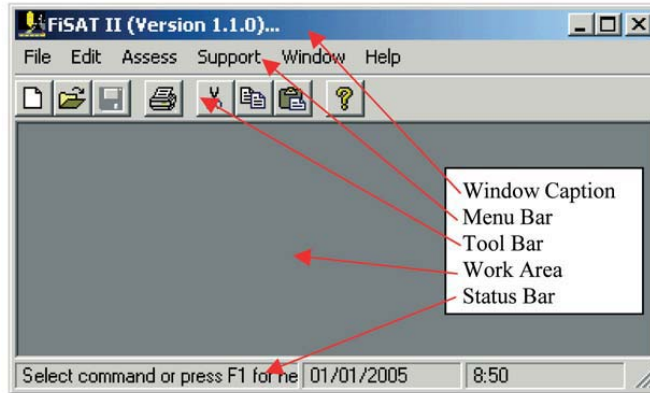 FiSAT II (Version 1.1.0)...
File Edit Assess Support Window Help
Window Caption
Menu Bar
Tool Bar
Work Area
Status Bar
Select command or press F1 for he 01/01/2005 8:50